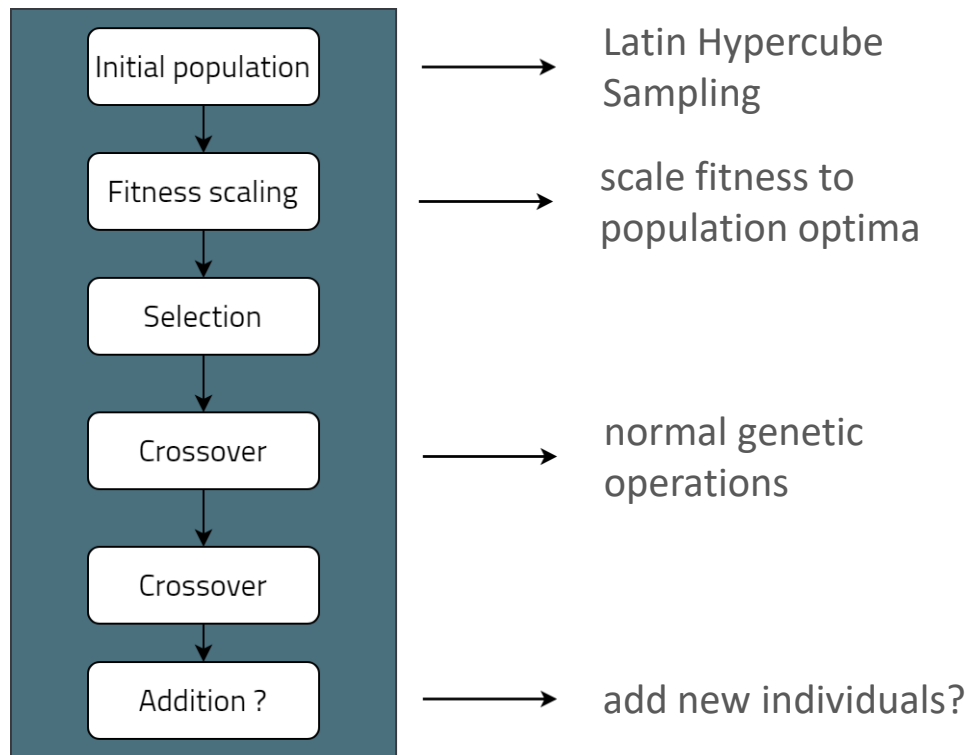 Initial population
Latin Hypercube
Sampling
Fitness scaling
scale fitness to
population optima
Selection
Crossover
normal genetic
operations
Crossover
Addition ?
add new individuals?